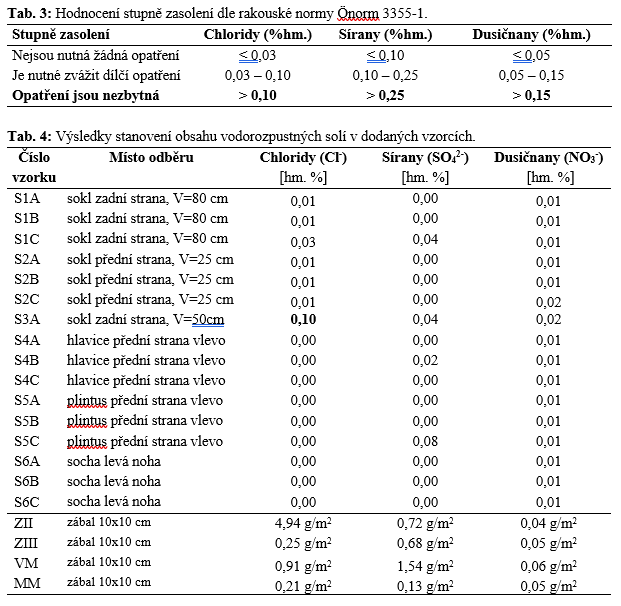 Tab. 3: Hodnocení stupně zasolení dle rakouské normy Önorm 3355-1.
Stupně zasolení Chloridy (%hm.) Sírany (%hm.) Dusičnany (%hm.)
Nejsou nutná žádná opatření ≤ 0,03 ≤ 0,10 ≤ 0,05
Je nutné zvážit dílčí opatření 0,03 – 0,10 0,10 – 0,25 0,05 – 0,15
Opatření jsou nezbytná > 0,10 > 0,25 > 0,15
Tab. 4: Výsledky stanovení obsahu vodorozpustných solí v dodaných vzorcích.
Číslo Místo odběru Chloridy (Cl⁻) Sírany (SO₄²⁻) Dusičnany (NO₃⁻)
vzorku [hm. %] [hm. %] [hm. %]
S1A sokl zadní strana, V=80 cm 0,01 0,00 0,01
S1B sokl zadní strana, V=80 cm 0,01 0,00 0,01
S1C sokl zadní strana, V=80 cm 0,03 0,04 0,01
S2A sokl přední strana, V=25 cm 0,01 0,00 0,01
S2B sokl přední strana, V=25 cm 0,01 0,00 0,01
S2C sokl přední strana, V=25 cm 0,01 0,00 0,02
S3A sokl zadní strana, V=50cm 0,10 0,04 0,02
S4A hlavice přední strana vlevo 0,00 0,00 0,01
S4B hlavice přední strana vlevo 0,00 0,02 0,01
S4C hlavice přední strana vlevo 0,00 0,00 0,01
S5A plintus přední strana vlevo 0,00 0,00 0,01
S5B plintus přední strana vlevo 0,00 0,00 0,01
S5C plintus přední strana vlevo 0,00 0,08 0,01
S6A socha levá noha 0,00 0,00 0,01
S6B socha levá noha 0,00 0,00 0,01
S6C socha levá noha 0,00 0,00 0,01
ZII zábal 10x10 cm 4,94 g/m² 0,72 g/m² 0,04 g/m²
ZIII zábal 10x10 cm 0,25 g/m² 0,68 g/m² 0,05 g/m²
VM zábal 10x10 cm 0,91 g/m² 1,54 g/m² 0,06 g/m²
MM zábal 10x10 cm 0,21 g/m² 0,13 g/m² 0,05 g/m²